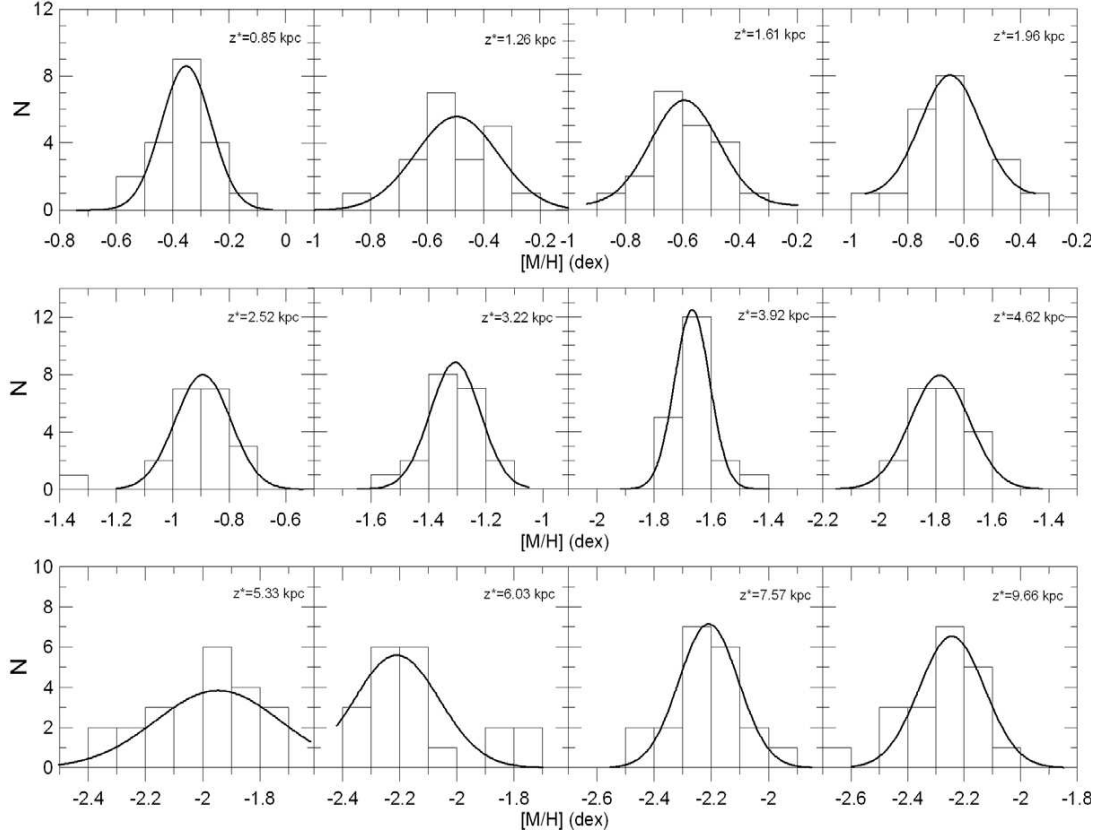 12
8
4
0
N
z*=0.85 kpc
z*=1.26 kpc
z*=1.61 kpc
z*=1.96 kpc
-0.8 -0.6 -0.4 -0.2 0 -1 -0.8 -0.6 -0.4 -0.2 -1 -0.8 -0.6 -0.4 -0.2 -1 -0.8 -0.6 -0.4 -0.2
[M/H] (dex) [M/H] (dex)
12
8
4
0
N
z*=2.52 kpc
z*=3.22 kpc
z*=3.92 kpc
z*=4.62 kpc
-1.4 -1.2 -1 -0.8 -0.6 -1.6 -1.4 -1.2 -1 -2 -1.8 -1.6 -1.4 -2.2 -2 -1.8 -1.6 -1.4
[M/H] (dex) [M/H] (dex)
10
8
6
4
2
0
N
z*=5.33 kpc
z*=6.03 kpc
z*=7.57 kpc
z*=9.66 kpc
-2.4 -2.2 -2 -1.8 -2.4 -2.2 -2 -1.8 -2.6 -2.4 -2.2 -2 -2.6 -2.4 -2.2 -2 -1.8
[M/H] (dex) [M/H] (dex)